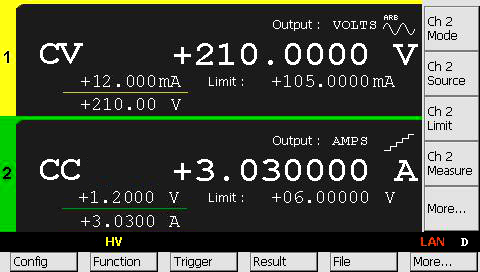 Output : VOLTS ARB
1 CV +210.0000 V
+12.000mA Limit : +105.000mA
+210.00 V
Output : AMPS
2 CC +3.030000 A
+1.2000 V Limit : +06.00000 V
+3.0300 A
Ch 2
Mode
Ch 2
Source
Ch 2
Limit
Ch 2
Measure
More...
HV LAN D
Config Function Trigger Result File More...